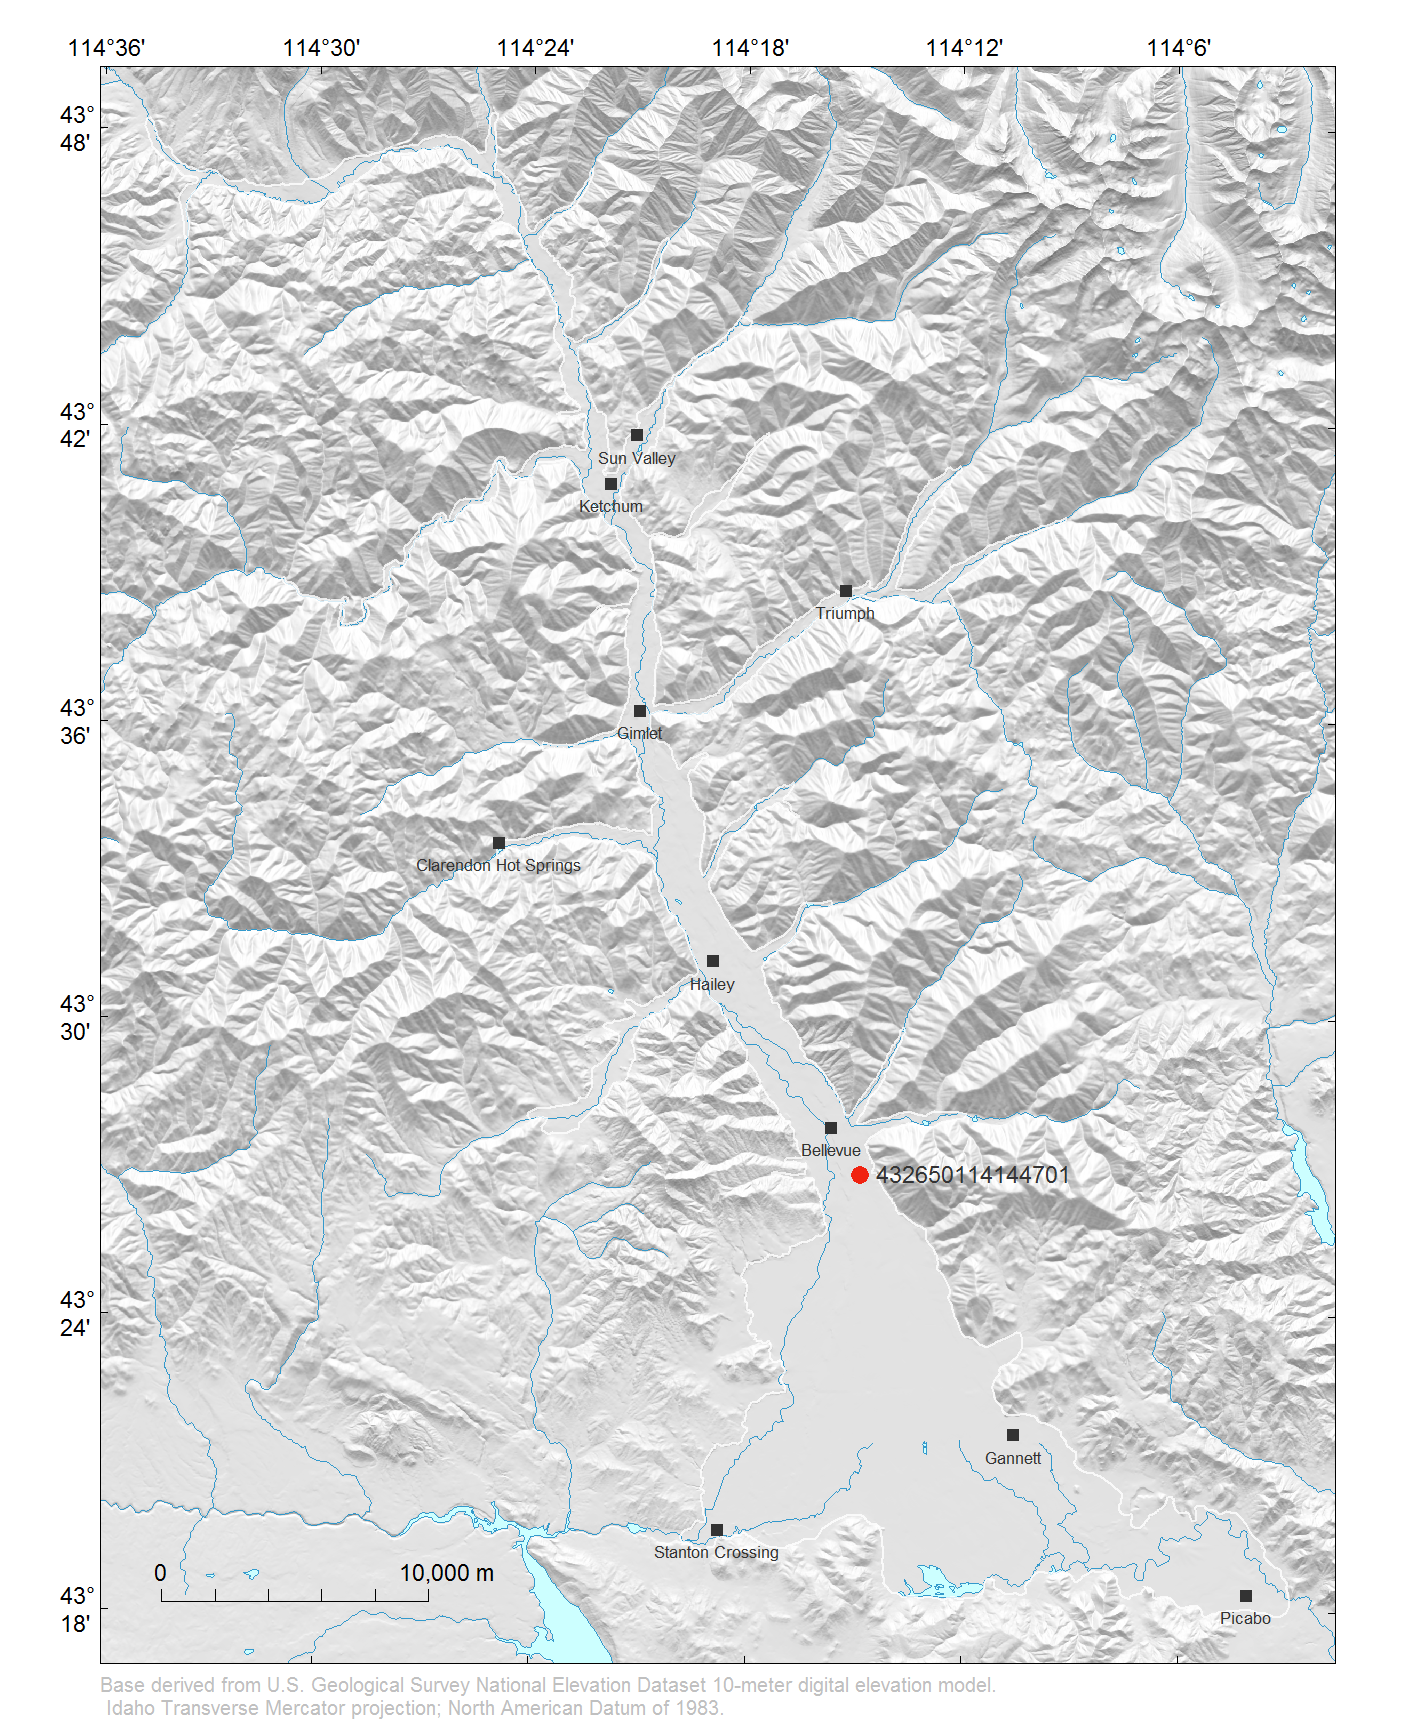 114°36' 114°30' 114°24' 114°18' 114°12' 114°6'
43°
48'
43°
42'
Sun Valley
Ketchum
Triumph
43°
36'
Gimlet
Clarendon Hot Springs
Hailey
43°
30'
Bellevue
432650114144701
43°
24'
Gannett
Stanton Crossing
0 10,000 m
43°
18'
Picabo
Base derived from U.S. Geological Survey National Elevation Dataset 10-meter digital elevation model.
Idaho Transverse Mercator projection; North American Datum of 1983.